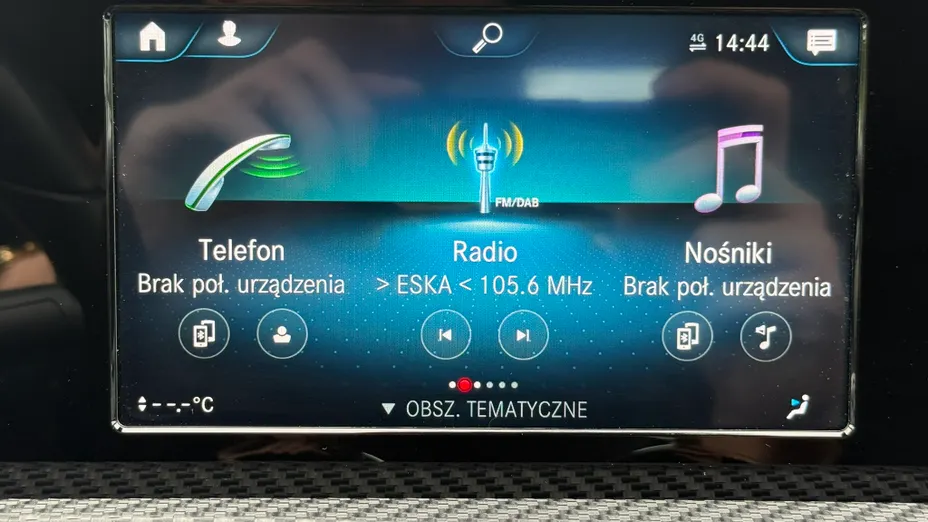 4G 14:44
FM/DAB
Telefon
Brak poł. urządzenia
Radio
> ESKA < 105.6 MHz
Nośniki
Brak poł. urządzenia
--.-°C
OBSZ. TEMATYCZNE